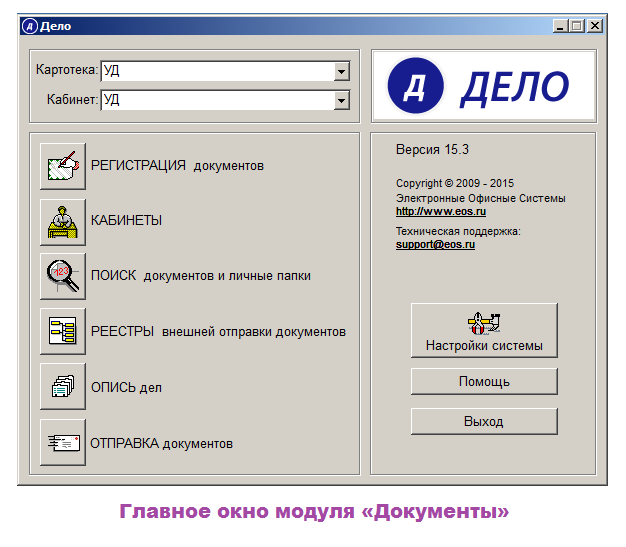 Дело
Картотека: УД
Кабинет: УД
Д ДЕЛО
РЕГИСТРАЦИЯ документов
КАБИНЕТЫ
123
ПОИСК документов и личные папки
РЕЕСТРЫ внешней отправки документов
ОПИСЬ дел
ОТПРАВКА документов
Версия 15.3
Copyright © 2009 - 2015
Электронные Офисные Системы
http://www.eos.ru
Техническая поддержка:
support@eos.ru
Настройки системы
Помощь
Выход
Главное окно модуля «Документы»